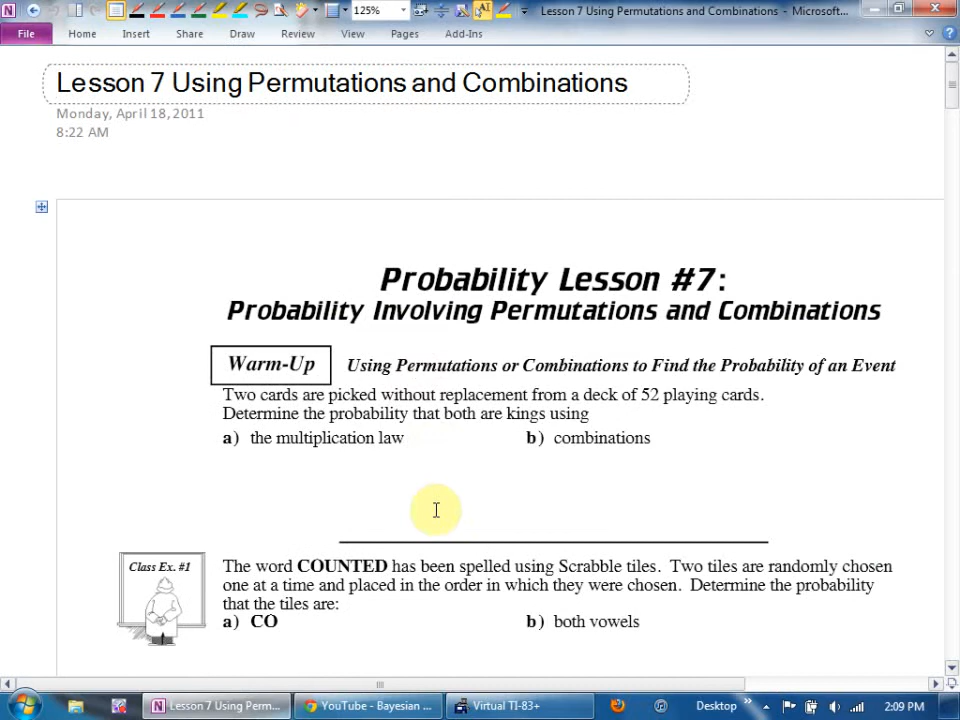 125%
Lesson 7 Using Permutations and Combinations - Microsoft...
File Home Insert Share Draw Review View Pages Add-Ins
Lesson 7 Using Permutations and Combinations
Monday, April 18, 2011
8:22 AM
Probability Lesson #7:
Probability Involving Permutations and Combinations
Warm-Up Using Permutations or Combinations to Find the Probability of an Event
Two cards are picked without replacement from a deck of 52 playing cards.
Determine the probability that both are kings using
a) the multiplication law b) combinations
Class Ex. #1 The word COUNTED has been spelled using Scrabble tiles. Two tiles are randomly chosen
one at a time and placed in the order in which they were chosen. Determine the probability
that the tiles are:
a) CO b) both vowels
Lesson 7 Using Perm... YouTube - Bayesian ... Virtual TI-83+ Desktop 2:09 PM